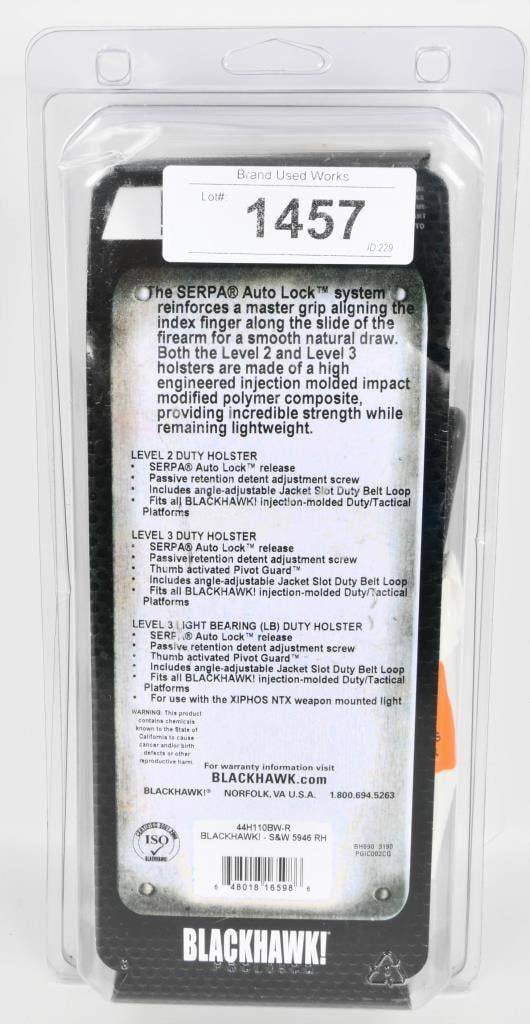 Brand Used Works
Lot#:
1457
ID:229
The SERPA® Auto Lock™ system
reinforces a master grip aligning the
index finger along the slide of the
firearm for a smooth natural draw.
Both the Level 2 and Level 3
holsters are made of a high
engineered injection molded impact
modified polymer composite,
providing incredible strength while
remaining lightweight.
LEVEL 2 DUTY HOLSTER
• SERPA® Auto Lock™ release
• Passive retention detent adjustment screw
• Includes angle-adjustable Jacket Slot Duty Belt Loop
• Fits all BLACKHAWK! injection-molded Duty/Tactical
Platforms
LEVEL 3 DUTY HOLSTER
• SERPA® Auto Lock™ release
• Passive retention detent adjustment screw
• Thumb activated Pivot Guard™
• Includes angle-adjustable Jacket Slot Duty Belt Loop
• Fits all BLACKHAWK! injection-molded Duty/Tactical
Platforms
LEVEL 3 LIGHT BEARING (LB) DUTY HOLSTER
• SERPA® Auto Lock™ release
• Passive retention detent adjustment screw
• Thumb activated Pivot Guard™
• Includes angle-adjustable Jacket Slot Duty Belt Loop
• Fits all BLACKHAWK! injection-molded Duty/Tactical
Platforms
• For use with the XIPHOS NTX weapon mounted light
WARNING: This product
contains chemicals
known to the State of
California to cause
cancer and/or birth
defects or other
reproductive harm.
For warranty information visit
BLACKHAWK.com
BLACKHAWK!® NORFOLK, VA U.S.A. 1.800.694.5263
ISO
BLACKHAWK!
44H110BW-R
BLACKHAWK! - S&W 5946 RH
6 48018 16598 6
BH690 3190
PGIC002CG
BLACKHAWK!